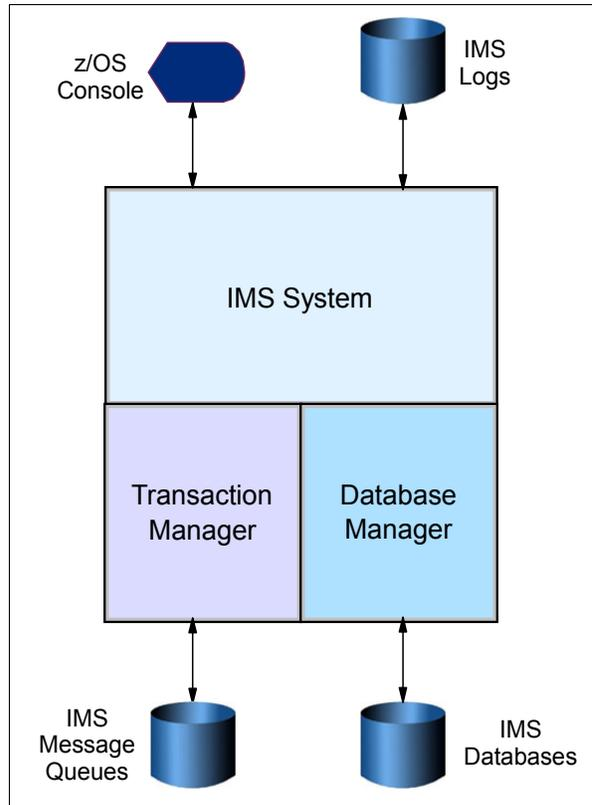 z/OS
Console
IMS
Logs
IMS System
Transaction
Manager
Database
Manager
IMS
Message
Queues
IMS
Databases